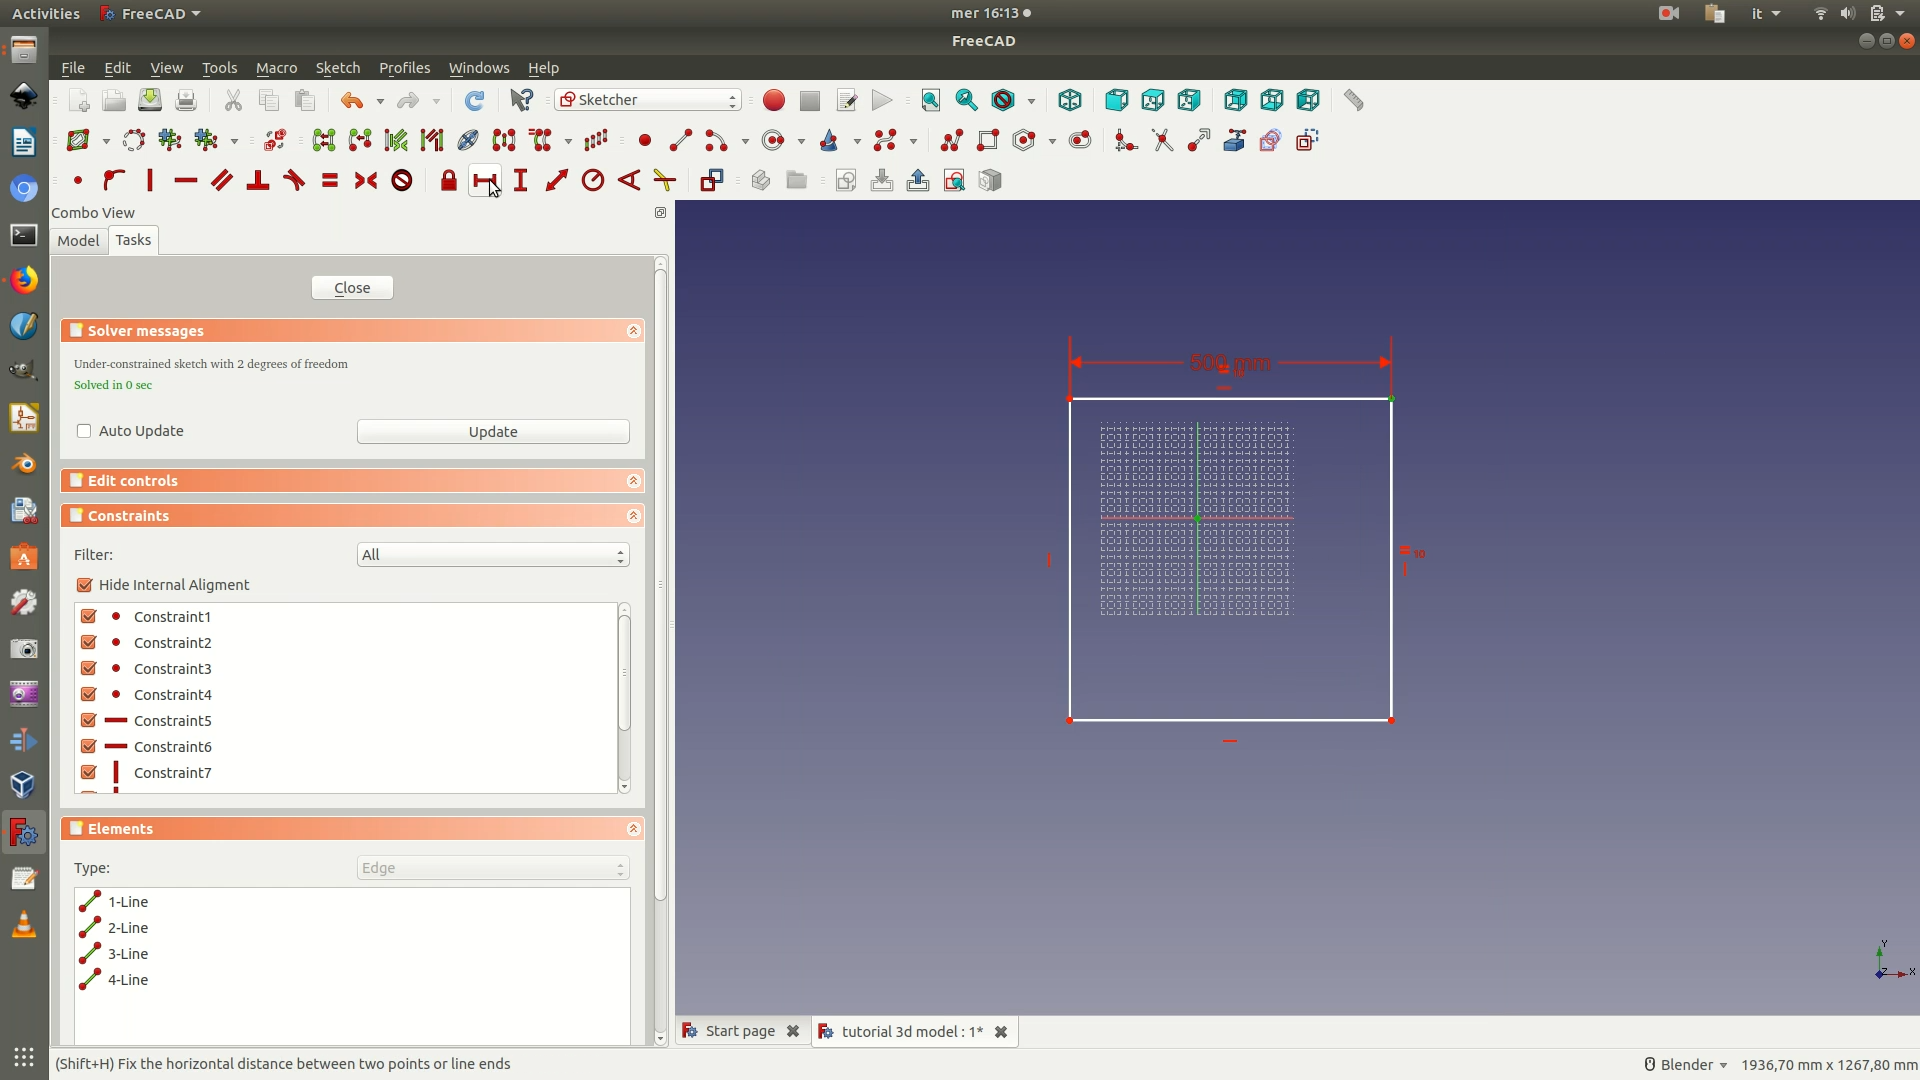 Activities FreeCAD mer 16:13 it
FreeCAD
File Edit View Tools Macro Sketch Profiles Windows Help
Sketcher
Combo View
Model Tasks
Close
Solver messages
Under-constrained sketch with 2 degrees of freedom
Solved in 0 sec
Auto Update Update
Edit controls
Constraints
Filter: All
Hide Internal Aligment
Constraint1
Constraint2
Constraint3
Constraint4
Constraint5
Constraint6
Constraint7
Elements
Type: Edge
1-Line
2-Line
3-Line
4-Line
500 mm
10
Y
Z X
Start page tutorial 3d model : 1*
(Shift+H) Fix the horizontal distance between two points or line ends
Blender 1936,70 mm x 1267,80 mm